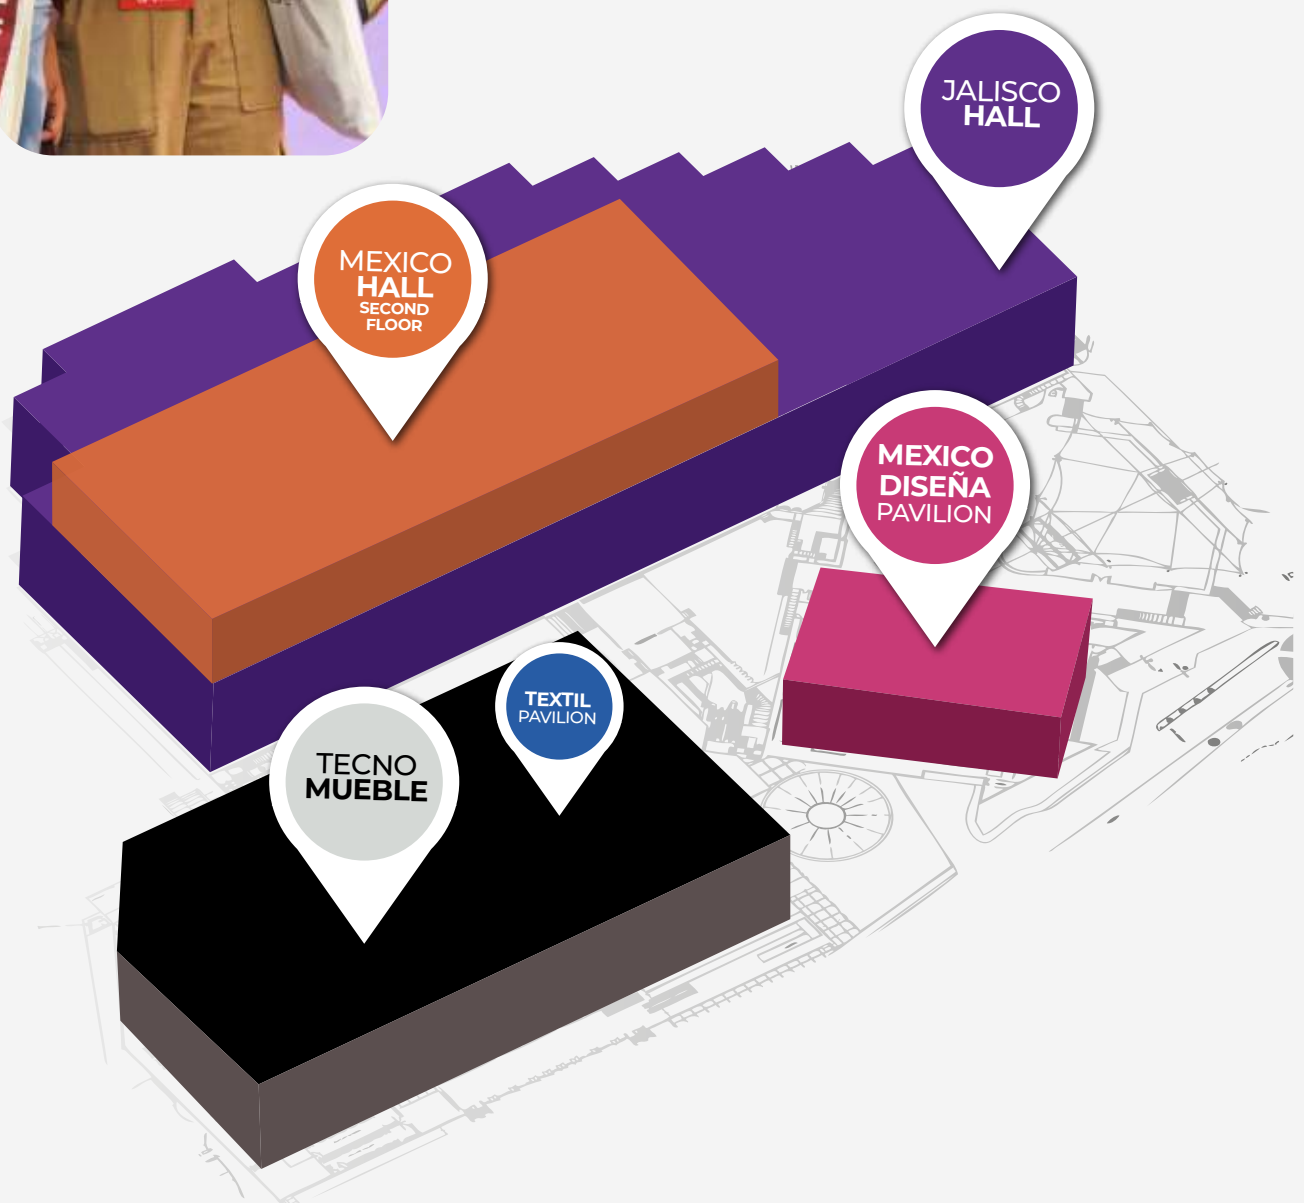 JALISCO
HALL
MEXICO
HALL
SECOND
FLOOR
MEXICO
DISEÑA
PAVILION
TEXTIL
PAVILION
TECNO
MUEBLE